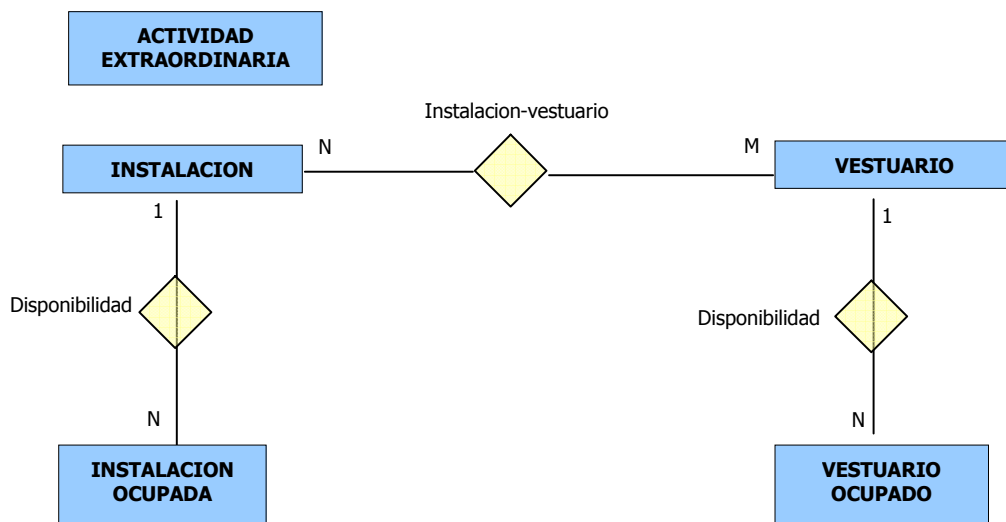 ACTIVIDAD
EXTRAORDINARIA
Instalacion-vestuario
N
M
INSTALACION
VESTUARIO
1
1
Disponibilidad
Disponibilidad
N
N
INSTALACION
OCUPADA
VESTUARIO
OCUPADO